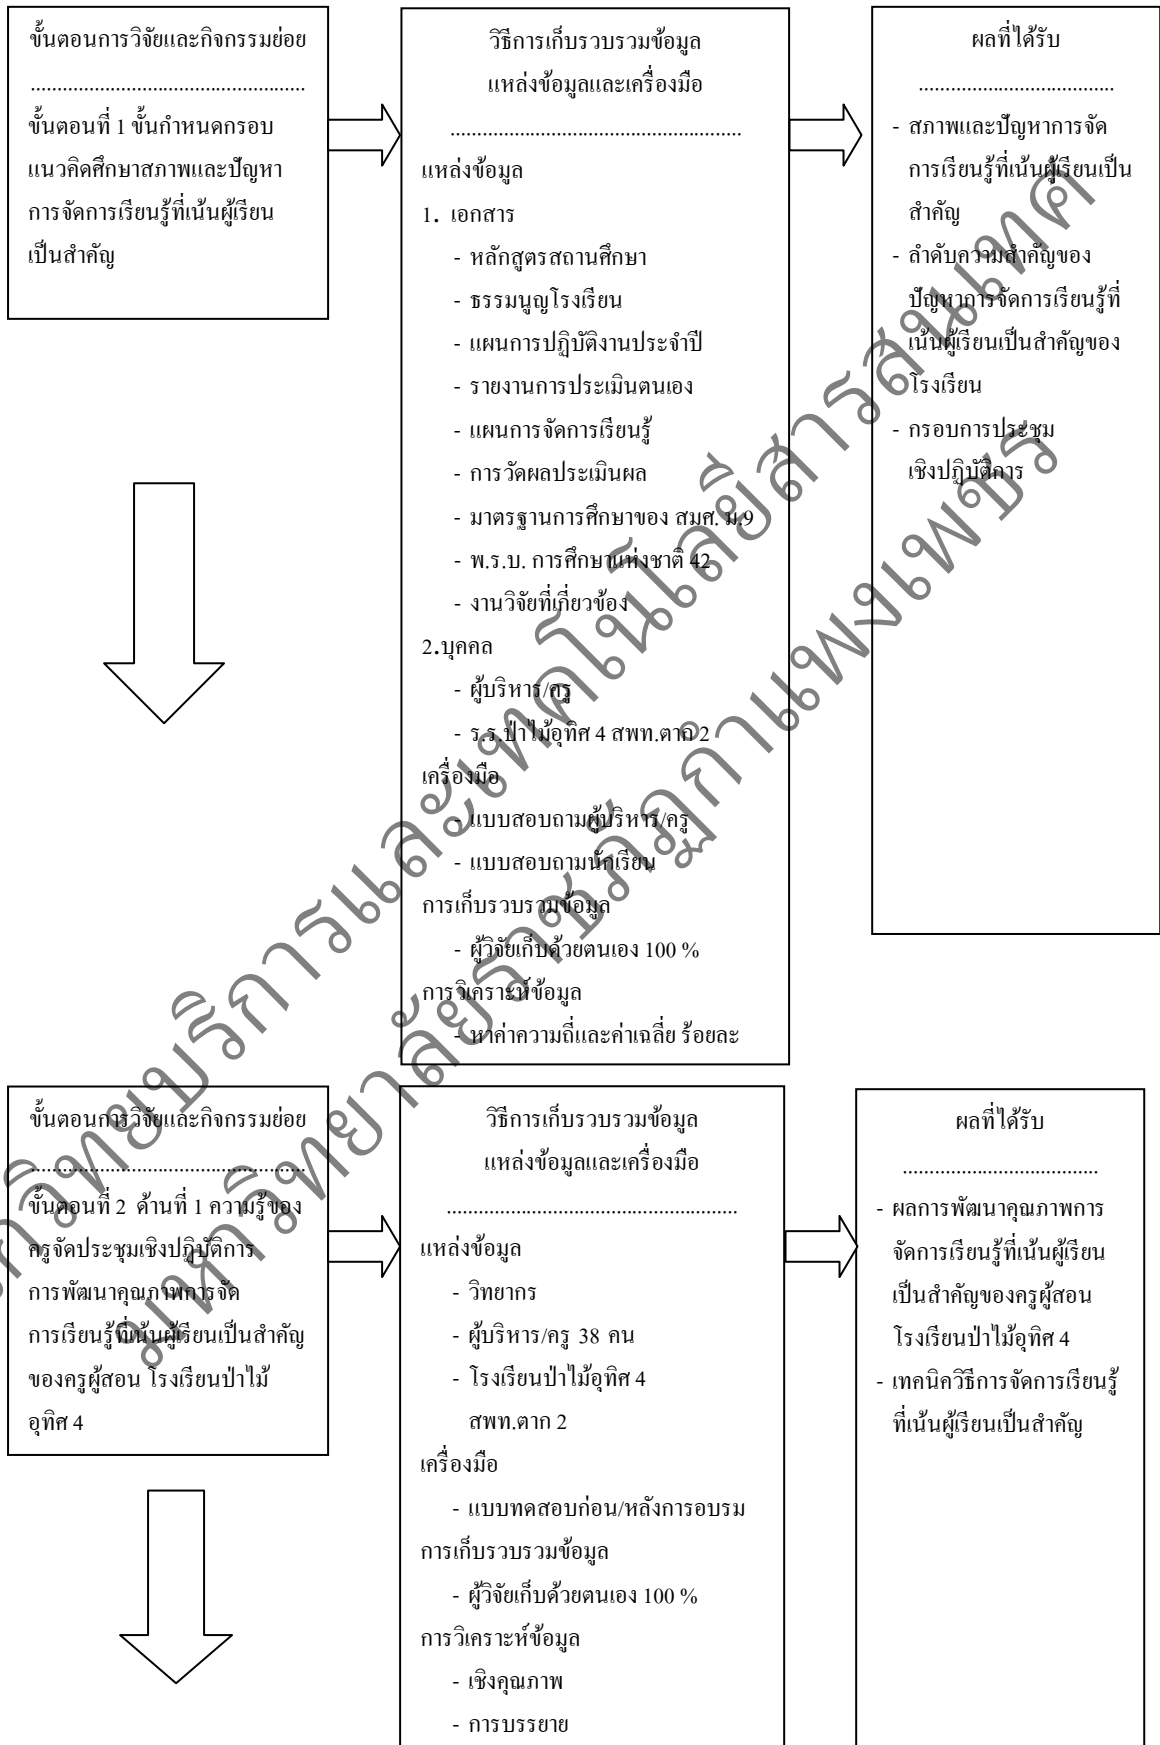 ขั้นตอนการวิจัยและกิจกรรมย่อย
....................................................
ขั้นตอนที่ 1 ขั้นกำหนดกรอบ
แนวคิดศึกษาสภาพและปัญหา
การจัดการเรียนรู้ที่เน้นผู้เรียน
เป็นสำคัญ
วิธีการเก็บรวบรวมข้อมูล
แหล่งข้อมูลและเครื่องมือ
.......................................................
แหล่งข้อมูล
1. เอกสาร
- หลักสูตรสถานศึกษา
- ธรรมนูญโรงเรียน
- แผนการปฏิบัติงานประจำปี
- รายงานการประเมินตนเอง
- แผนการจัดการเรียนรู้
- การวัดผลประเมินผล
- มาตรฐานการศึกษาของ สมศ. ม.9
- พ.ร.บ. การศึกษาแห่งชาติ 42
- งานวิจัยที่เกี่ยวข้อง
2.บุคคล
- ผู้บริหาร/ครู
- ร.ร.ป่าไม้อุทิศ 4 สพท.ตาก 2
เครื่องมือ
- แบบสอบถามผู้บริหาร/ครู
- แบบสอบถามนักเรียน
การเก็บรวบรวมข้อมูล
- ผู้วิจัยเก็บด้วยตนเอง 100 %
การวิเคราะห์ข้อมูล
- หาค่าความถี่และค่าเฉลี่ย ร้อยละ
ผลที่ได้รับ
.....................................
- สภาพและปัญหาการจัด
การเรียนรู้ที่เน้นผู้เรียนเป็น
สำคัญ
- ลำดับความสำคัญของ
ปัญหาการจัดการเรียนรู้ที่
เน้นผู้เรียนเป็นสำคัญของ
โรงเรียน
- กรอบการประชุม
เชิงปฏิบัติการ
ขั้นตอนการวิจัยและกิจกรรมย่อย
....................................................
ขั้นตอนที่ 2 ด้านที่ 1 ความรู้ของ
ครูจัดประชุมเชิงปฏิบัติการ
การพัฒนาคุณภาพการจัด
การเรียนรู้ที่เน้นผู้เรียนเป็นสำคัญ
ของครูผู้สอน โรงเรียนป่าไม้
อุทิศ 4
วิธีการเก็บรวบรวมข้อมูล
แหล่งข้อมูลและเครื่องมือ
.......................................................
แหล่งข้อมูล
- วิทยากร
- ผู้บริหาร/ครู 38 คน
- โรงเรียนป่าไม้อุทิศ 4
สพท.ตาก 2
เครื่องมือ
- แบบทดสอบก่อน/หลังการอบรม
การเก็บรวบรวมข้อมูล
- ผู้วิจัยเก็บด้วยตนเอง 100 %
การวิเคราะห์ข้อมูล
- เชิงคุณภาพ
- การบรรยาย
ผลที่ได้รับ
.....................................
- ผลการพัฒนาคุณภาพการ
จัดการเรียนรู้ที่เน้นผู้เรียน
เป็นสำคัญของครูผู้สอน
โรงเรียนป่าไม้อุทิศ 4
- เทคนิควิธีการจัดการเรียนรู้
ที่เน้นผู้เรียนเป็นสำคัญ
วิทยบริการและเทคโนโลยีสารสนเทศ
มหาวิทยาลัยราชภัฏกำแพงเพชร